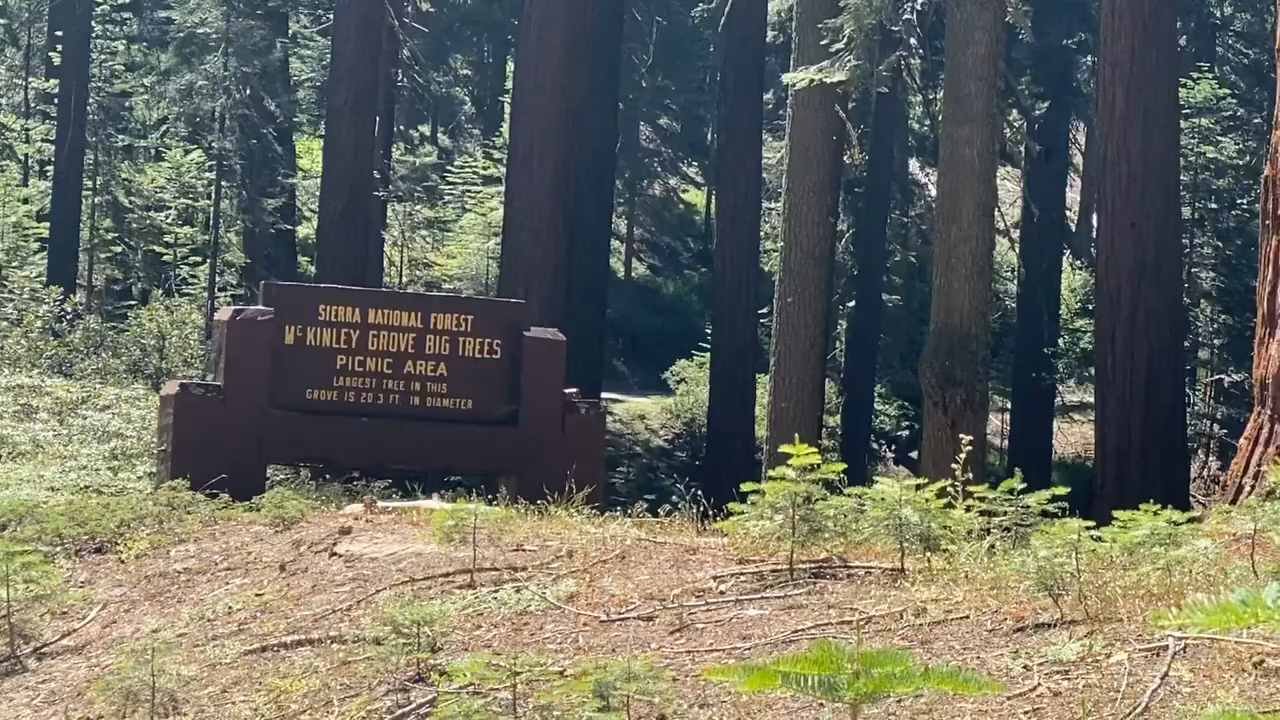 SIERRA NATIONAL FOREST
McKINLEY GROVE BIG TREES
PICNIC AREA
LARGEST TREE IN THIS
GROVE IS 20.3 FT. IN DIAMETER